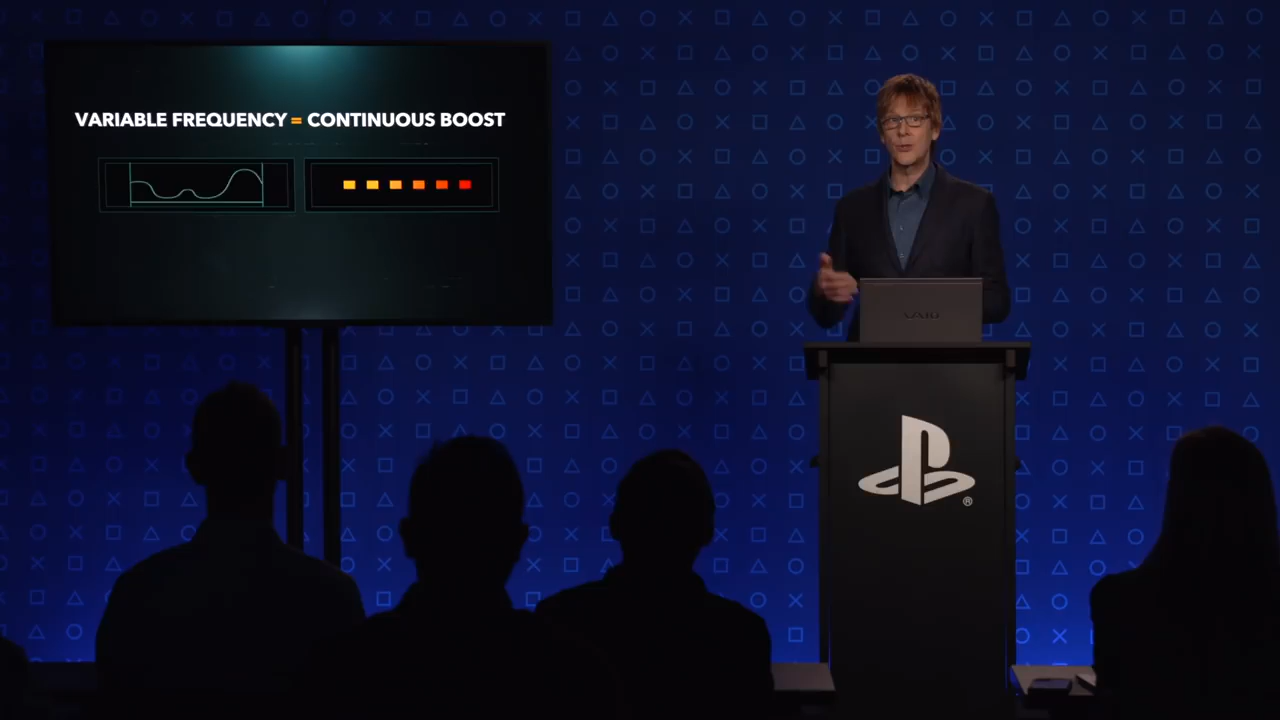 VARIABLE FREQUENCY = CONTINUOUS BOOST
VAIO
®